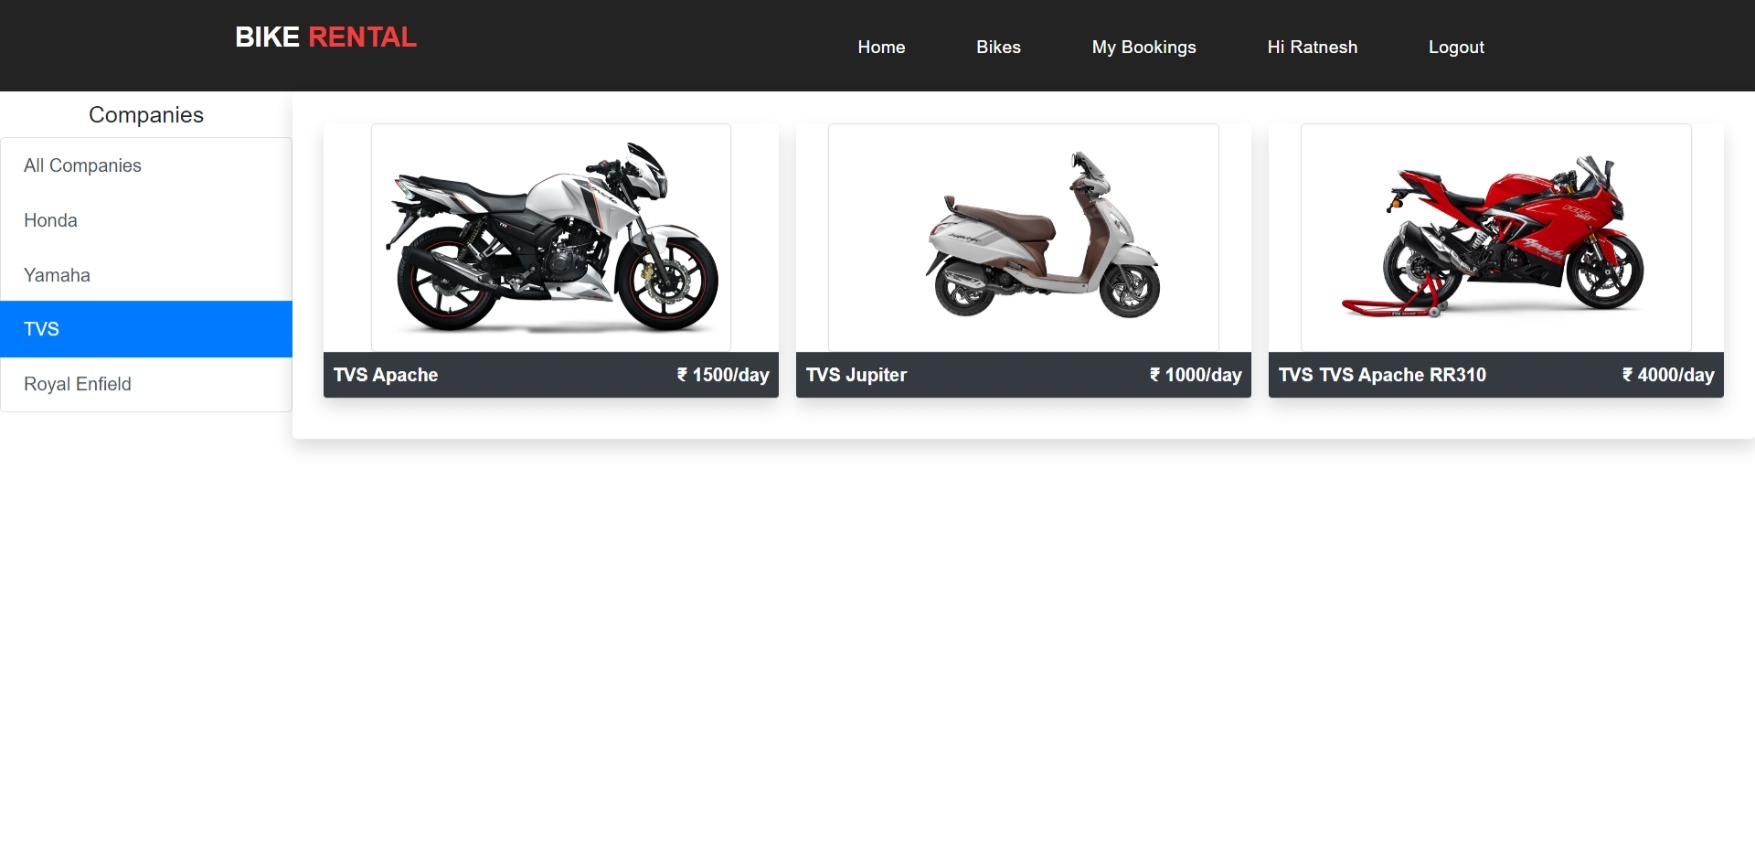 BIKE RENTAL
Home
Bikes
My Bookings
Hi Ratnesh
Logout
Companies
All Companies
Honda
Yamaha
TVS
Royal Enfield
TVS Apache ₹ 1500/day
TVS Jupiter ₹ 1000/day
TVS TVS Apache RR310 ₹ 4000/day